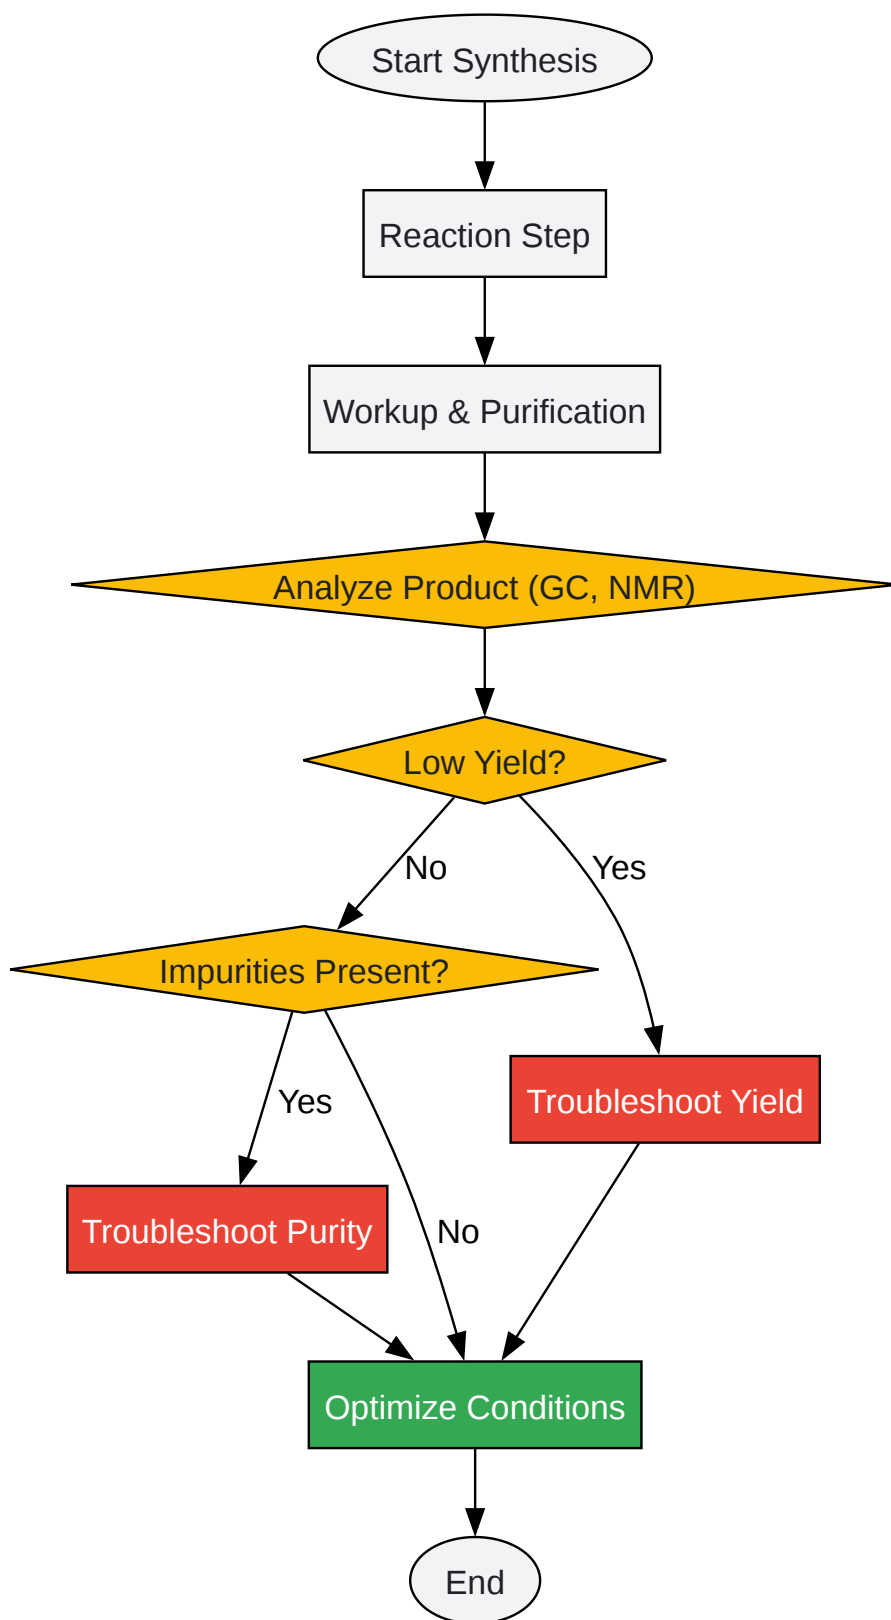 Start Synthesis
Reaction Step
Workup & Purification
Analyze Product (GC, NMR)
Low Yield?
No
Yes
Impurities Present?
Yes
Troubleshoot Yield
Troubleshoot Purity
No
Optimize Conditions
End